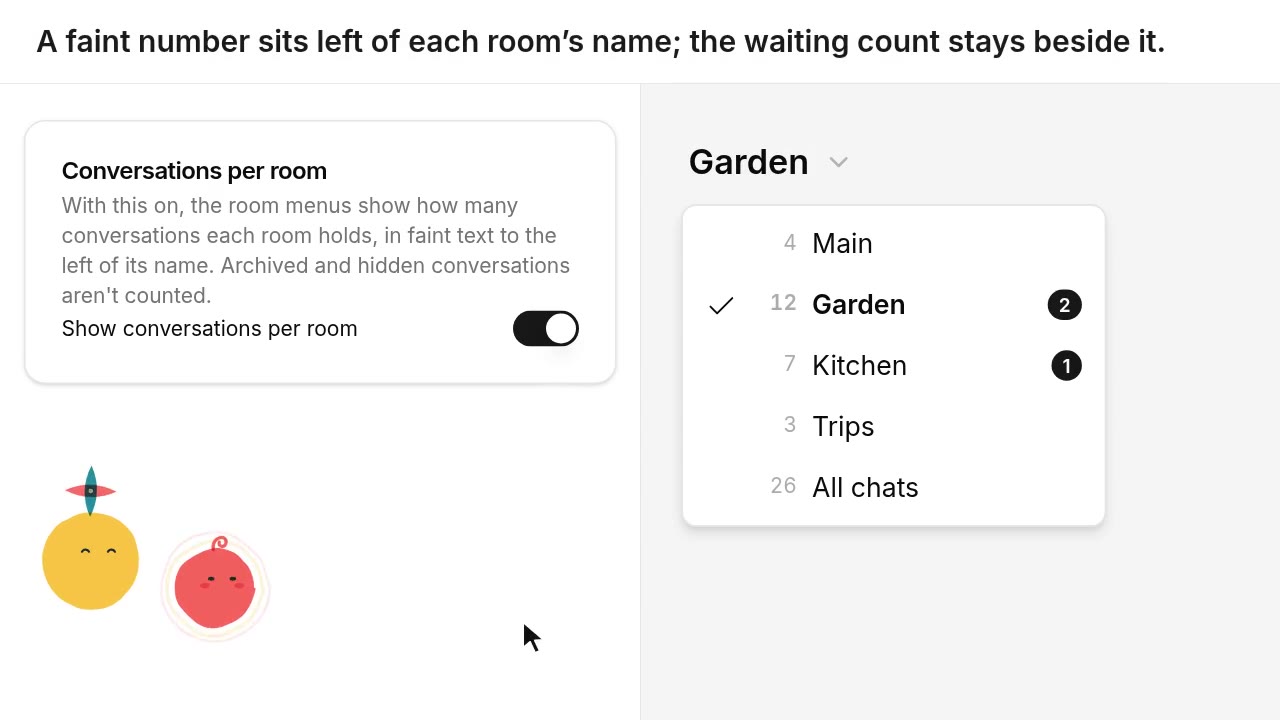 A faint number sits left of each room’s name; the waiting count stays beside it.
Conversations per room
With this on, the room menus show how many
conversations each room holds, in faint text to the
left of its name. Archived and hidden conversations
aren't counted.
Show conversations per room
Garden
4 Main
12 Garden 2
7 Kitchen 1
3 Trips
26 All chats